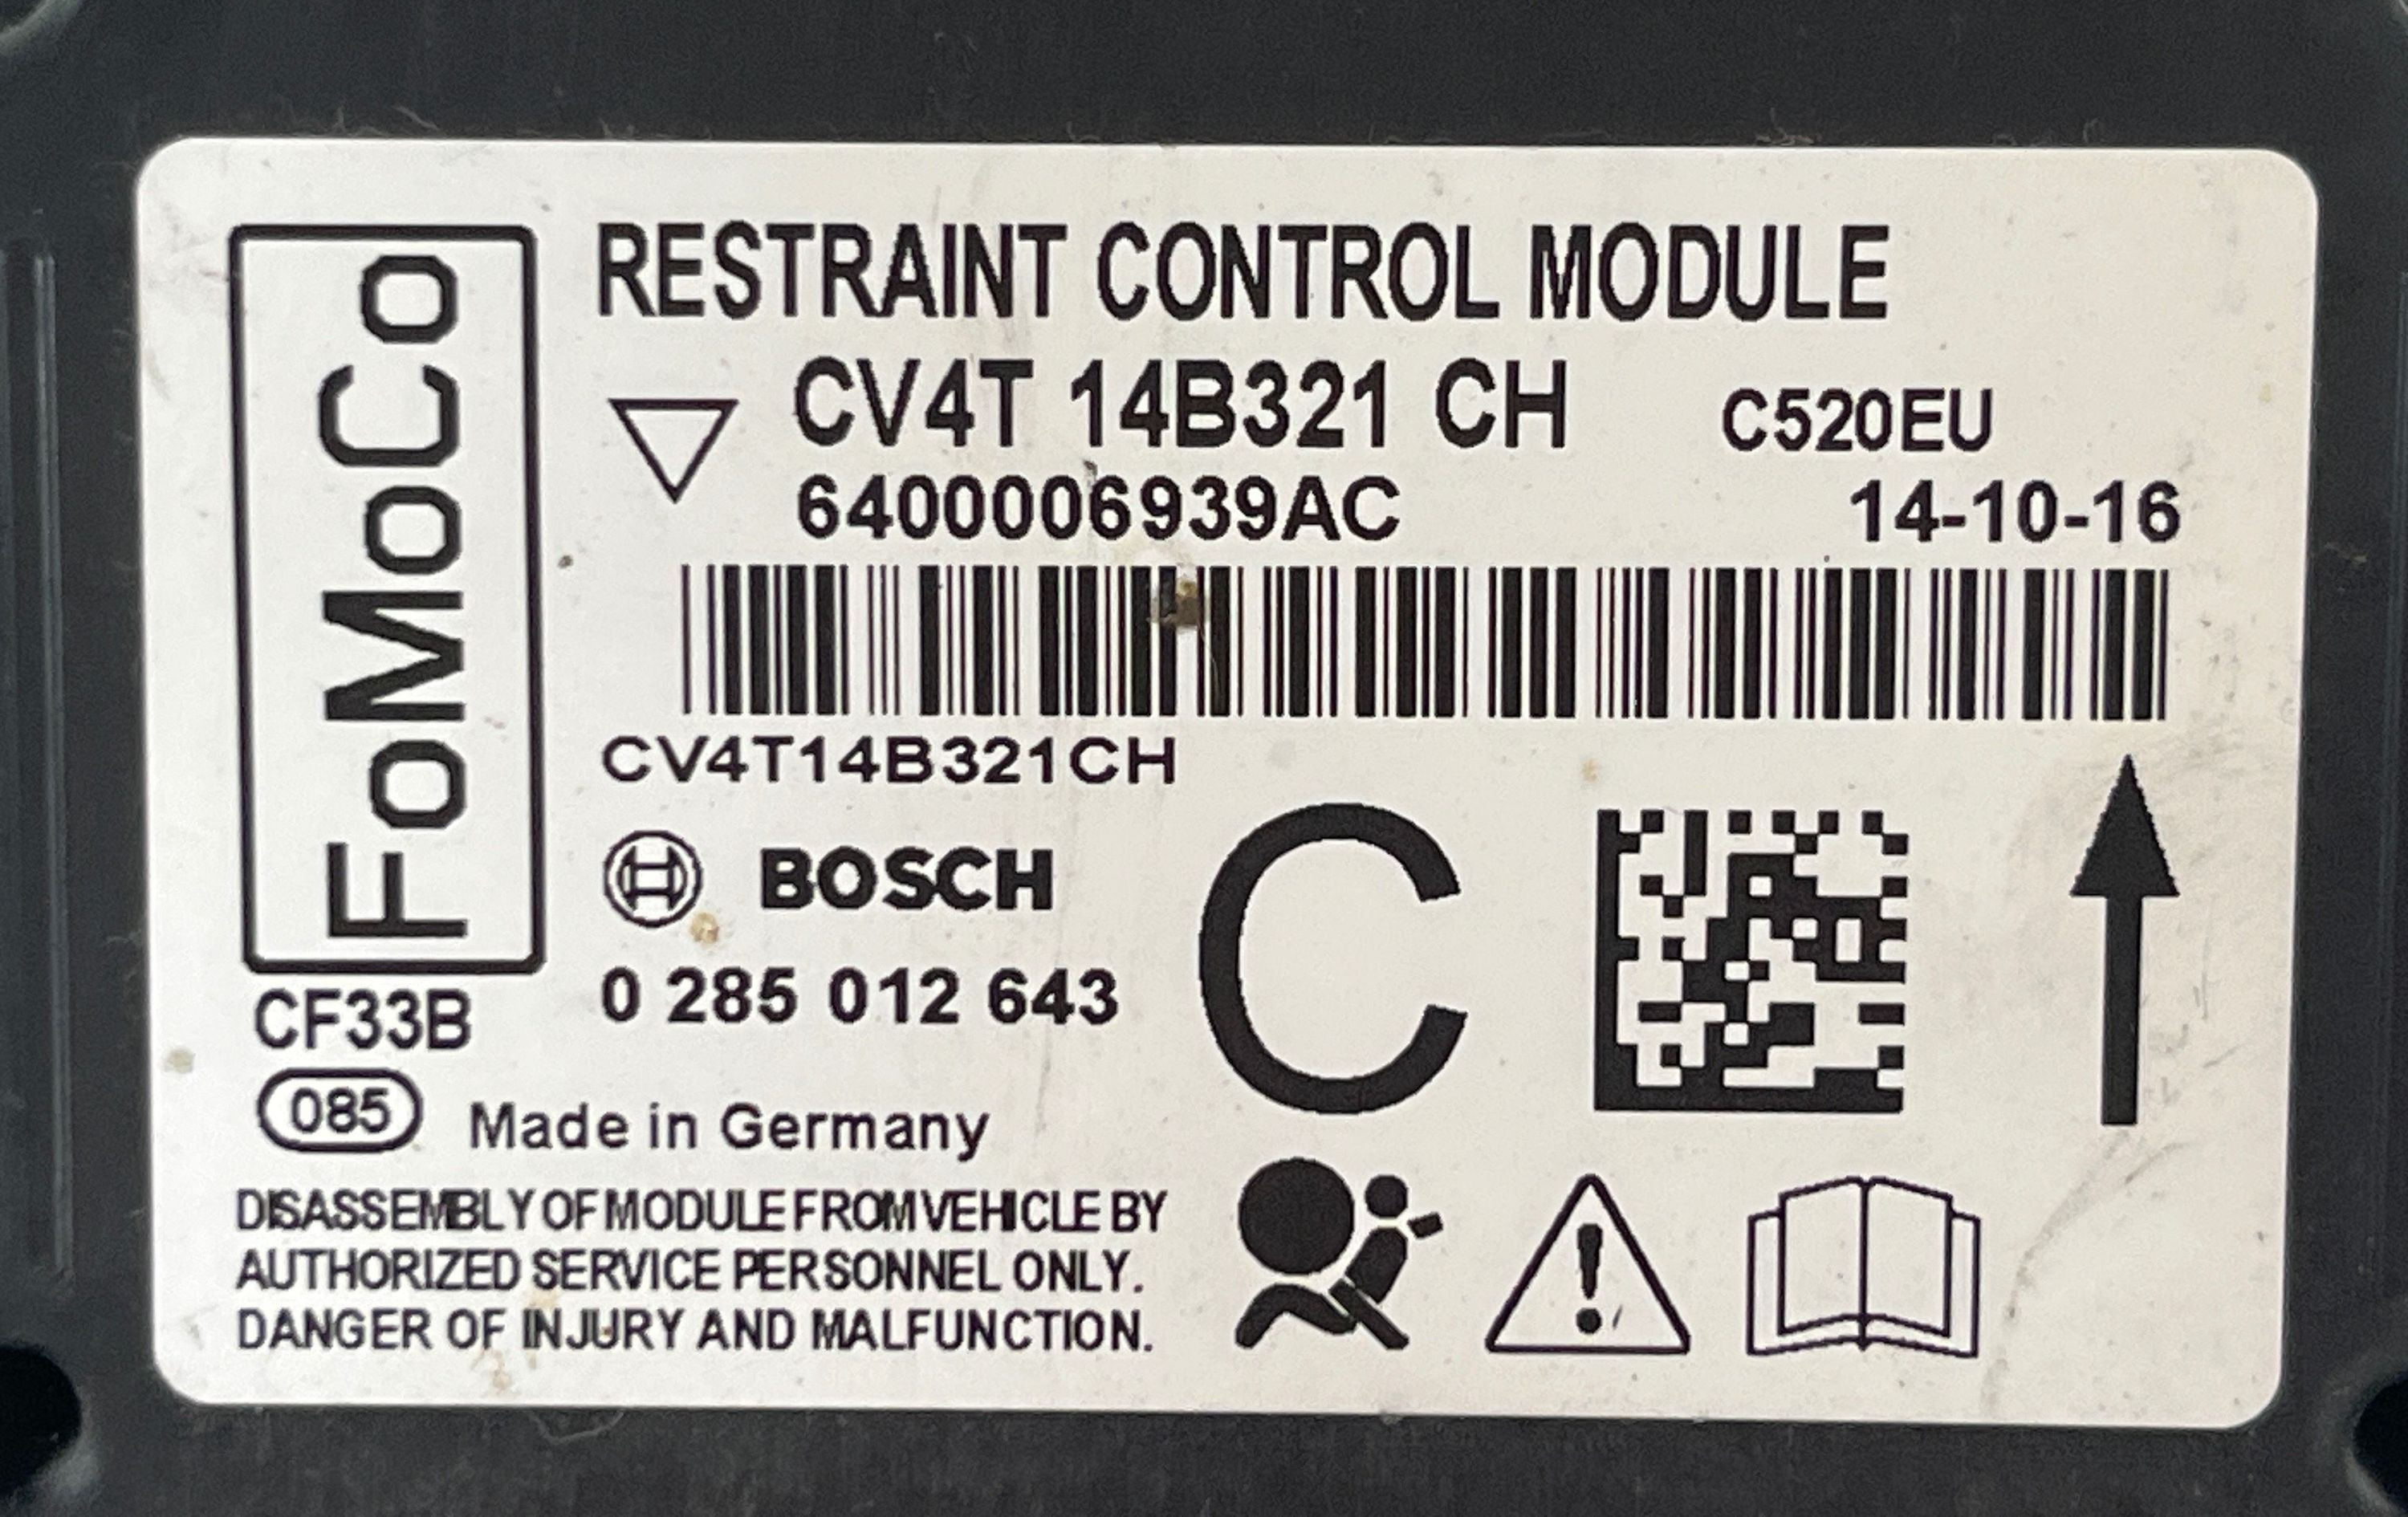 FoMoCo
RESTRAINT CONTROL MODULE
CV4T 14B321 CH
C520EU
6400006939AC
14-10-16
CV4T14B321CH
BOSCH
C
0 285 012 643
CF33B
085
Made in Germany
DISASSEMBLY OF MODULE FROM VEHICLE BY
AUTHORIZED SERVICE PERSONNEL ONLY.
DANGER OF INJURY AND MALFUNCTION.